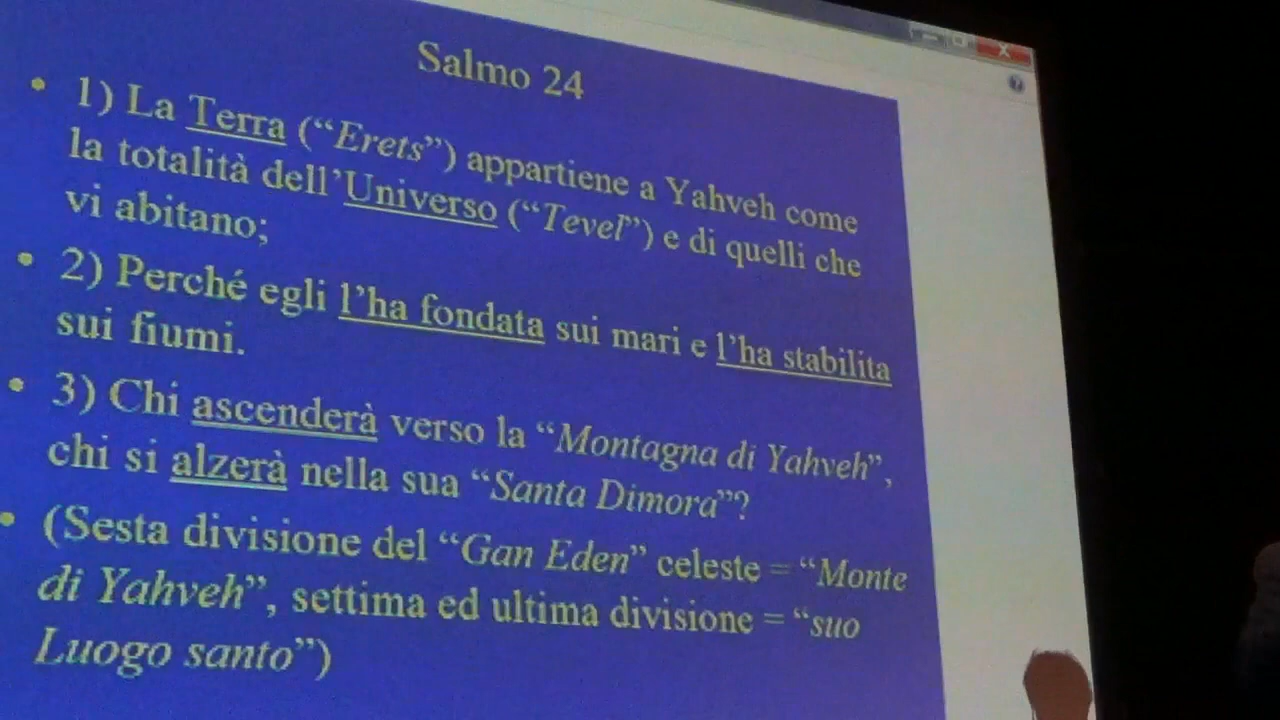 Salmo 24
• 1) La Terra (“Erets”) appartiene a Yahveh come
la totalità dell’Universo (“Tevel”) e di quelli che
vi abitano;
• 2) Perché egli l’ha fondata sui mari e l’ha stabilita
sui fiumi.
• 3) Chi ascenderà verso la “Montagna di Yahveh”,
chi si alzerà nella sua “Santa Dimora”?
• (Sesta divisione del “Gan Eden” celeste = “Monte
di Yahveh”, settima ed ultima divisione = “suo
Luogo santo”)